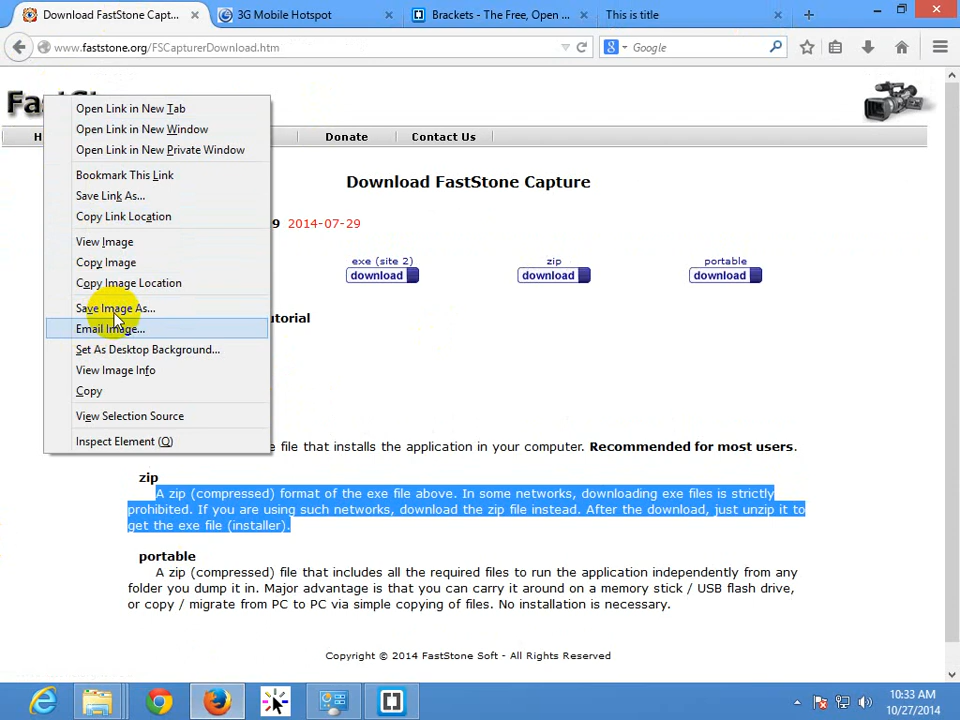 Download FastStone Capt...
3G Mobile Hotspot
Brackets - The Free, Open ...
This is title
www.faststone.org/FSCapturerDownload.htm
Google
Donate
Contact Us
Open Link in New Tab
Open Link in New Window
Open Link in New Private Window
Bookmark This Link
Save Link As...
Copy Link Location
View Image
Copy Image
Copy Image Location
Save Image As...
Email Image...
Set As Desktop Background...
View Image Info
Copy
View Selection Source
Inspect Element (Q)
Download FastStone Capture
9 2014-07-29
exe (site 2)
zip
portable
download
download
download
file that installs the application in your computer. Recommended for most users.
zip
A zip (compressed) format of the exe file above. In some networks, downloading exe files is strictly
prohibited. If you are using such networks, download the zip file instead. After the download, just unzip it to
get the exe file (installer).
portable
A zip (compressed) file that includes all the required files to run the application independently from any
folder you dump it in. Major advantage is that you can carry it around on a memory stick / USB flash drive,
or copy / migrate from PC to PC via simple copying of files. No installation is necessary.
Copyright © 2014 FastStone Soft - All Rights Reserved
10:33 AM
10/27/2014